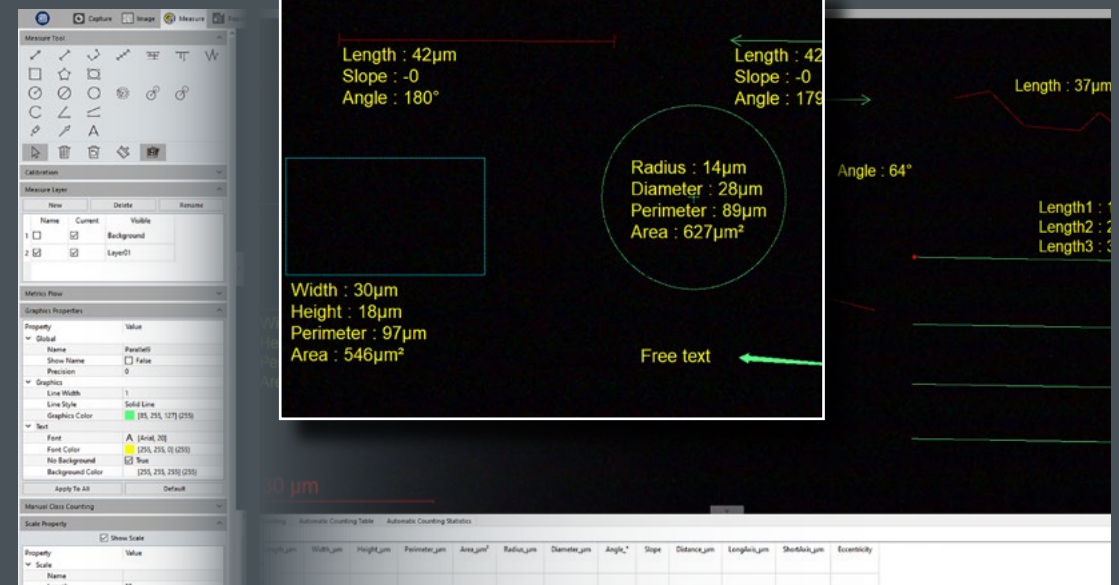 Capture Image Measure
Measure Tool
A
Calibration
Measure Layer
New Delete Rename
Name Current Visible
1 Background
2 Layer01
Metrics Flow
Graphics Properties
Property Value
Global
Name Parallel9
Show Name False
Precision 0
Graphics
Line Width 1
Line Style Solid Line
Graphics Color [85, 255, 127] (255)
Text
Font A [Arial, 20]
Font Color [255, 255, 0] (255)
No Background True
Background Color [255, 255, 255] (255)
Apply To All Default
Manual Class Counting
Scale Property
Show Scale
Property Value
Scale
Name
Length : 42µm
Slope : -0
Angle : 180°
Length : 42
Slope : -0
Angle : 179
Radius : 14µm
Diameter : 28µm
Perimeter : 89µm
Area : 627µm²
Width : 30µm
Height : 18µm
Perimeter : 97µm
Area : 546µm²
Free text
Length : 37µm
Angle : 64°
Length1 :
Length2 :
Length3 :
30 µm
Automatic Counting Table Automatic Counting Statistics
Width_µm Height_µm Perimeter_µm Area_µm² Radius_µm Diameter_µm Angle_° Slope Distance_µm LongAxis_µm ShortAxis_µm Eccentricity